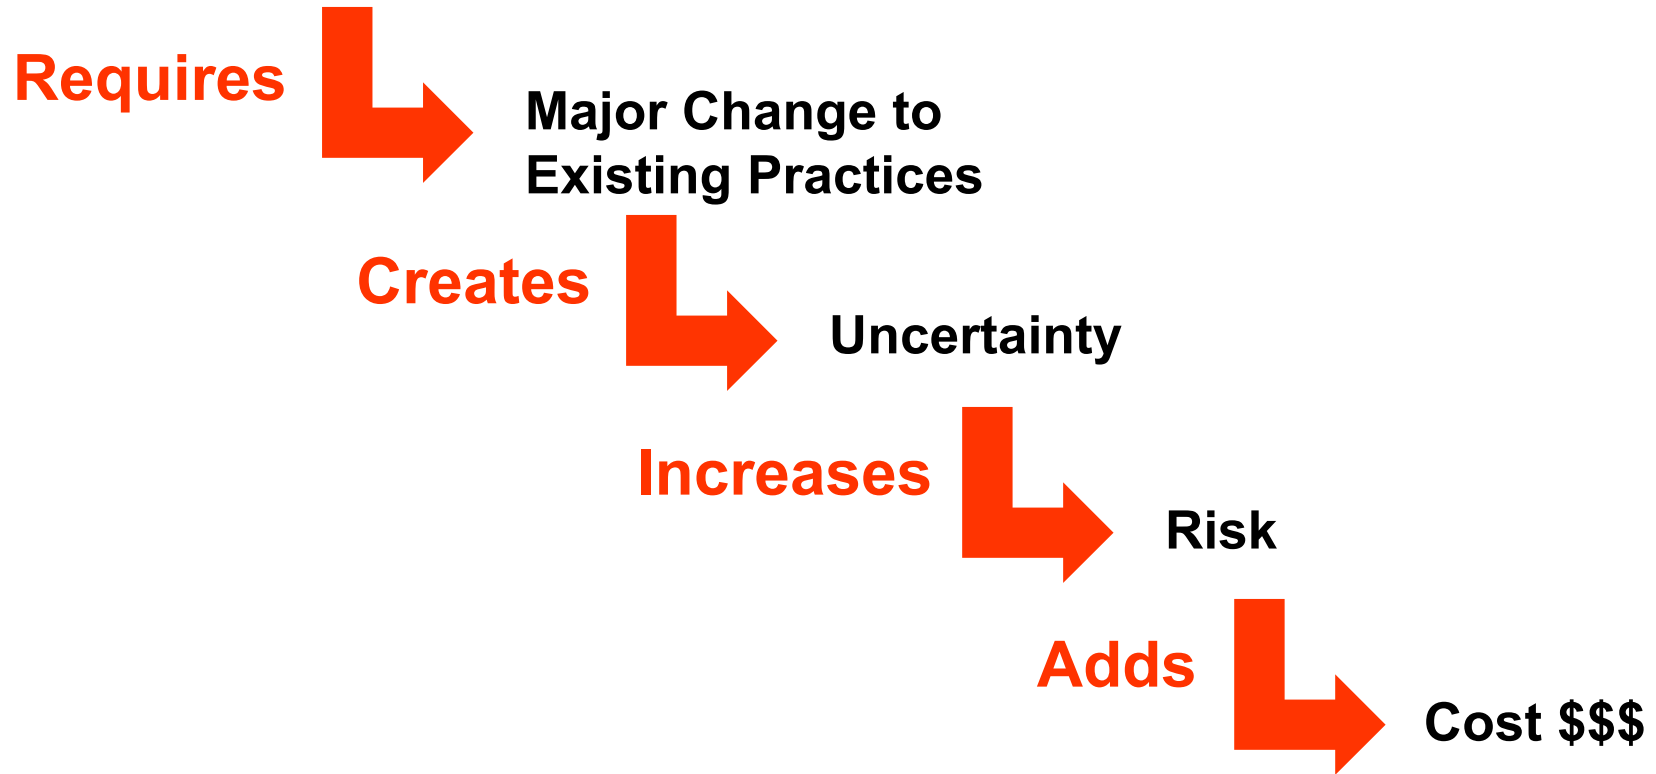 Requires
Major Change to
Existing Practices
Creates
Uncertainty
Increases
Risk
Adds
Cost $$$